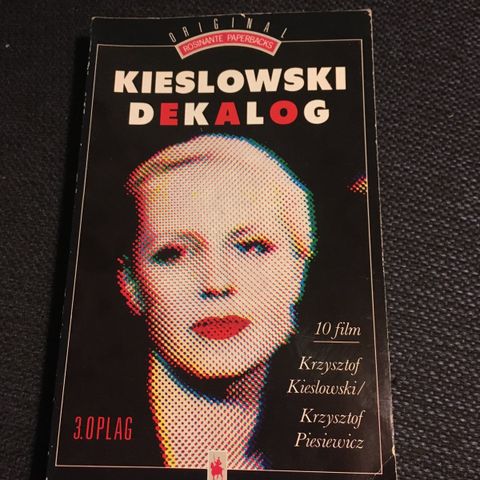 ORIGINAL
ROSINANTE PAPERBACKS
KIESLOWSKI
DEKALOG
10 film
Krzysztof
Kieslowski/
Krzysztof
Piesiewicz
3.OPLAG